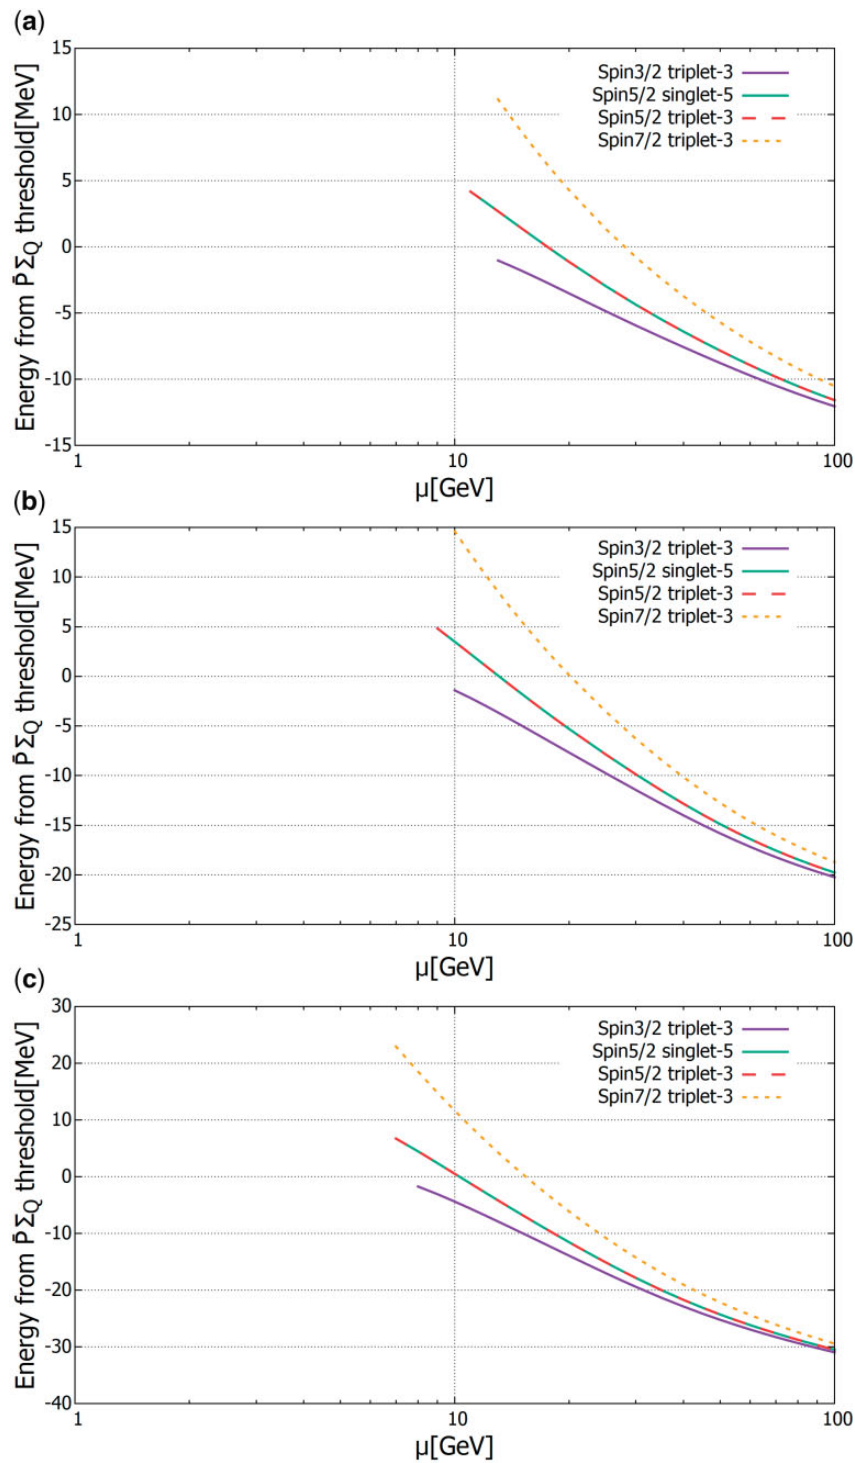 (a)
Energy from P̄Σ_Q threshold[MeV]
15
10
5
0
-5
-10
-15
Spin3/2 triplet-3
Spin5/2 singlet-5
Spin5/2 triplet-3
Spin7/2 triplet-3
1
10
100
μ[GeV]
(b)
Energy from P̄Σ_Q threshold[MeV]
15
10
5
0
-5
-10
-15
-20
-25
Spin3/2 triplet-3
Spin5/2 singlet-5
Spin5/2 triplet-3
Spin7/2 triplet-3
1
10
100
μ[GeV]
(c)
Energy from P̄Σ_Q threshold[MeV]
30
20
10
0
-10
-20
-30
-40
Spin3/2 triplet-3
Spin5/2 singlet-5
Spin5/2 triplet-3
Spin7/2 triplet-3
1
10
100
μ[GeV]